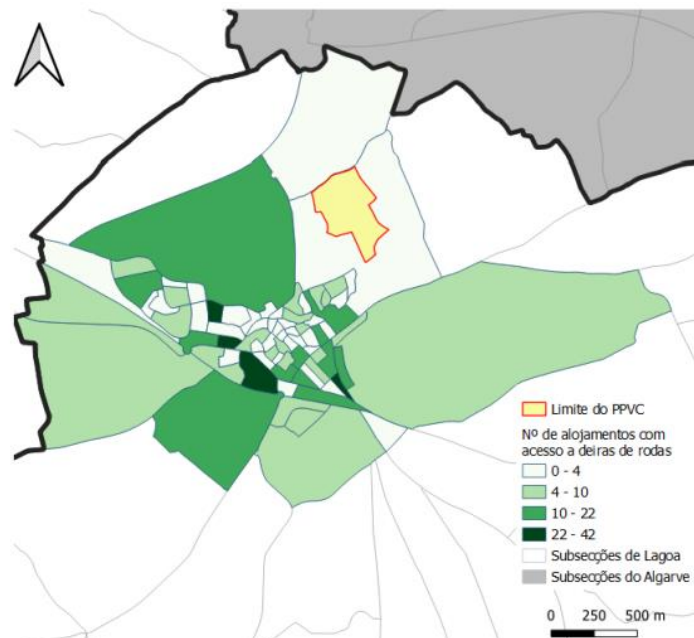 Limite do PPVC
Nº de alojamentos com
acesso a deiras de rodas
0 - 4
4 - 10
10 - 22
22 - 42
Subsecções de Lagoa
Subsecções do Algarve
0 250 500 m